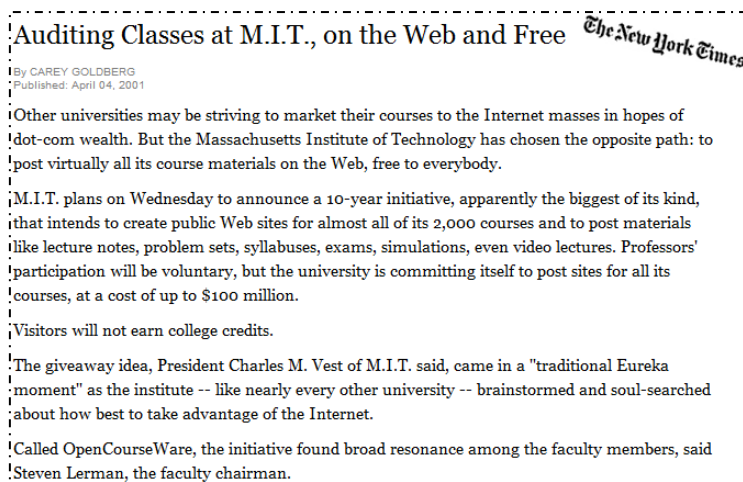 Auditing Classes at M.I.T., on the Web and Free
The New York Times
By CAREY GOLDBERG
Published: April 04, 2001
Other universities may be striving to market their courses to the Internet masses in hopes of
dot-com wealth. But the Massachusetts Institute of Technology has chosen the opposite path: to
post virtually all its course materials on the Web, free to everybody.
M.I.T. plans on Wednesday to announce a 10-year initiative, apparently the biggest of its kind,
that intends to create public Web sites for almost all of its 2,000 courses and to post materials
like lecture notes, problem sets, syllabuses, exams, simulations, even video lectures. Professors'
participation will be voluntary, but the university is committing itself to post sites for all its
courses, at a cost of up to $100 million.
Visitors will not earn college credits.
The giveaway idea, President Charles M. Vest of M.I.T. said, came in a "traditional Eureka
moment" as the institute -- like nearly every other university -- brainstormed and soul-searched
about how best to take advantage of the Internet.
Called OpenCourseWare, the initiative found broad resonance among the faculty members, said
Steven Lerman, the faculty chairman.